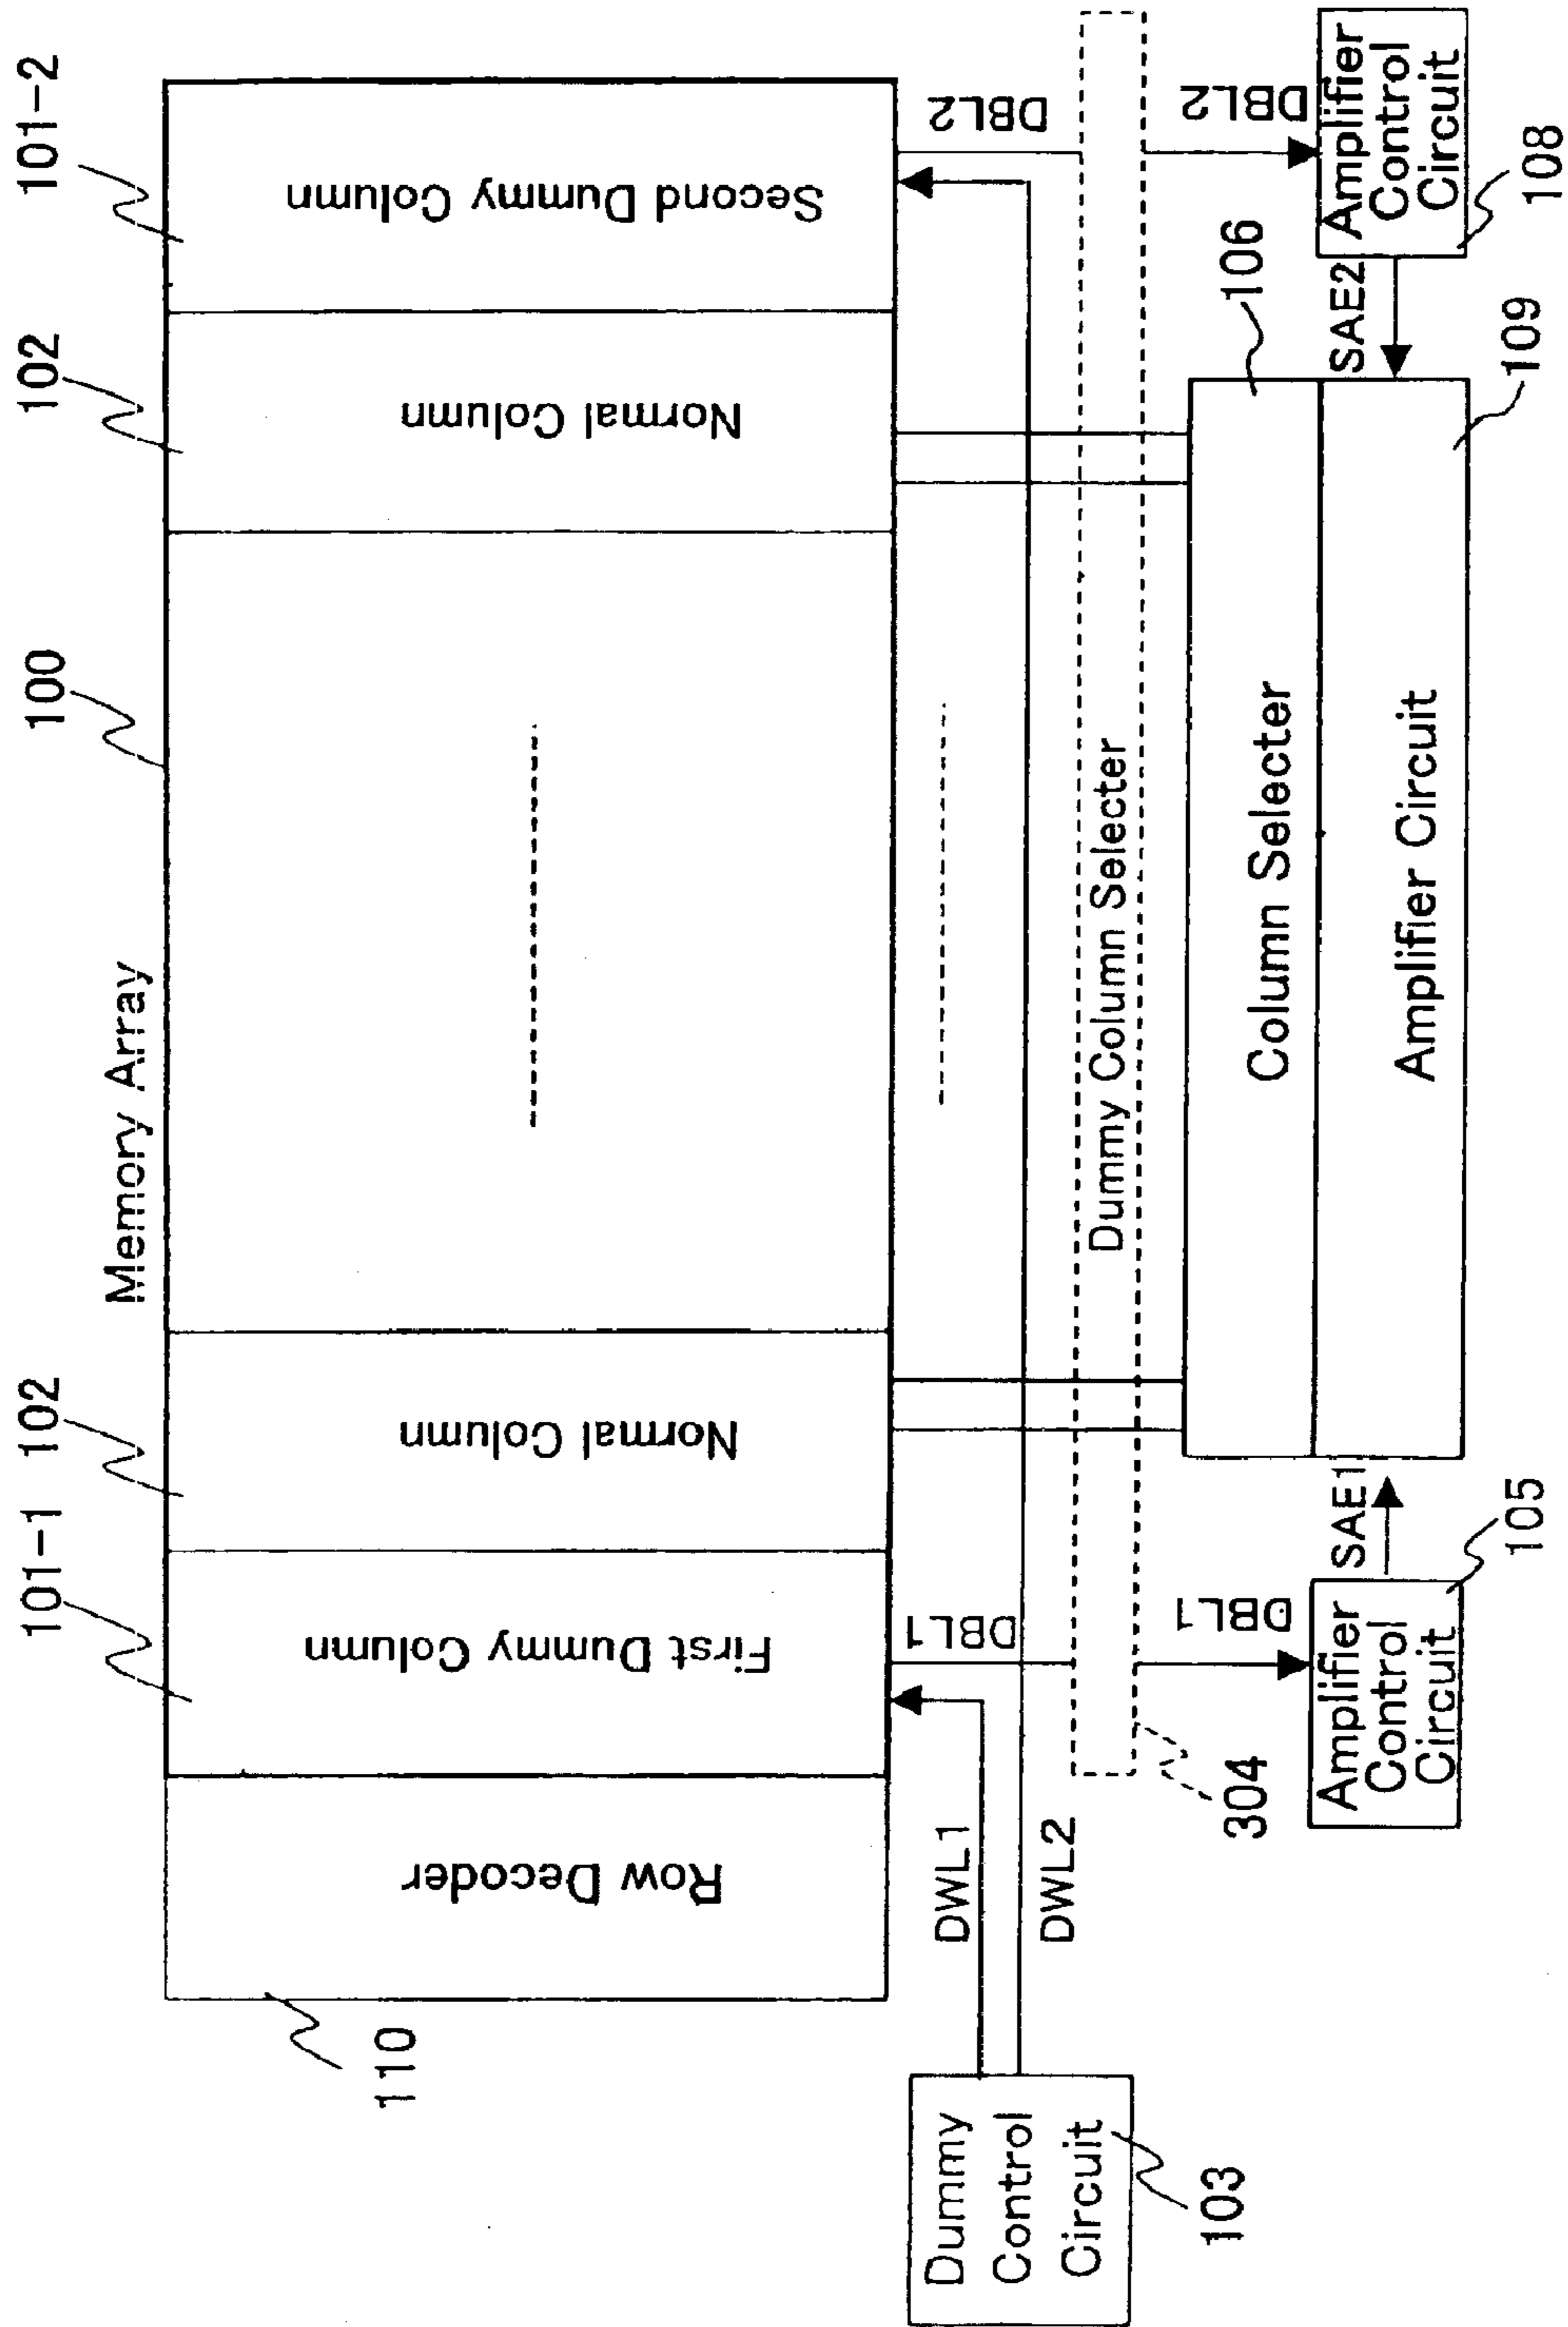 Memory Array
110
101-1
102
100
102
101-2
Row Decoder
First Dummy Column
Normal Column
Normal Column
Second Dummy Column
Dummy
Control
Circuit
103
DWL1
DWL2
DBL1
DBL2
Dummy Column Selecter
304
DBL1
DBL2
Column Selecter
106
Amplifier
Control
Circuit
105
SAE1
Amplifier Circuit
109
SAE2
Amplifier
Control
Circuit
108